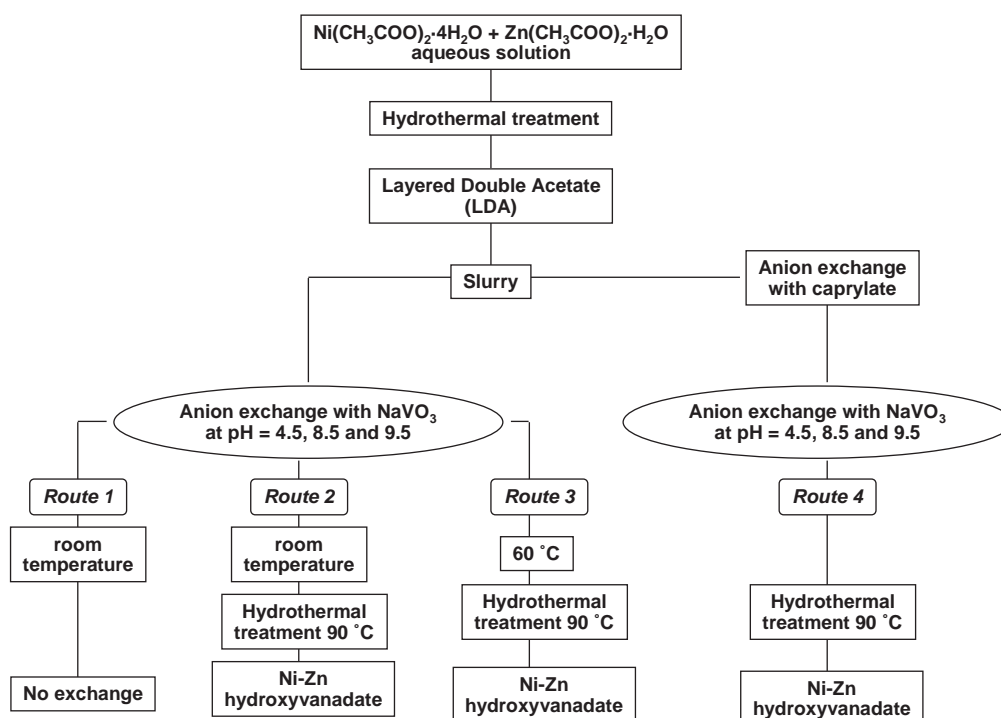 Ni(CH₃COO)₂·4H₂O + Zn(CH₃COO)₂·H₂O
aqueous solution
Hydrothermal treatment
Layered Double Acetate
(LDA)
Slurry
Anion exchange
with caprylate
Anion exchange with NaVO₃
at pH = 4.5, 8.5 and 9.5
Anion exchange with NaVO₃
at pH = 4.5, 8.5 and 9.5
Route 1
Route 2
Route 3
Route 4
room
temperature
room
temperature
60 ˚C
Hydrothermal
treatment 90 ˚C
Hydrothermal
treatment 90 ˚C
Hydrothermal
treatment 90 ˚C
No exchange
Ni-Zn
hydroxyvanadate
Ni-Zn
hydroxyvanadate
Ni-Zn
hydroxyvanadate